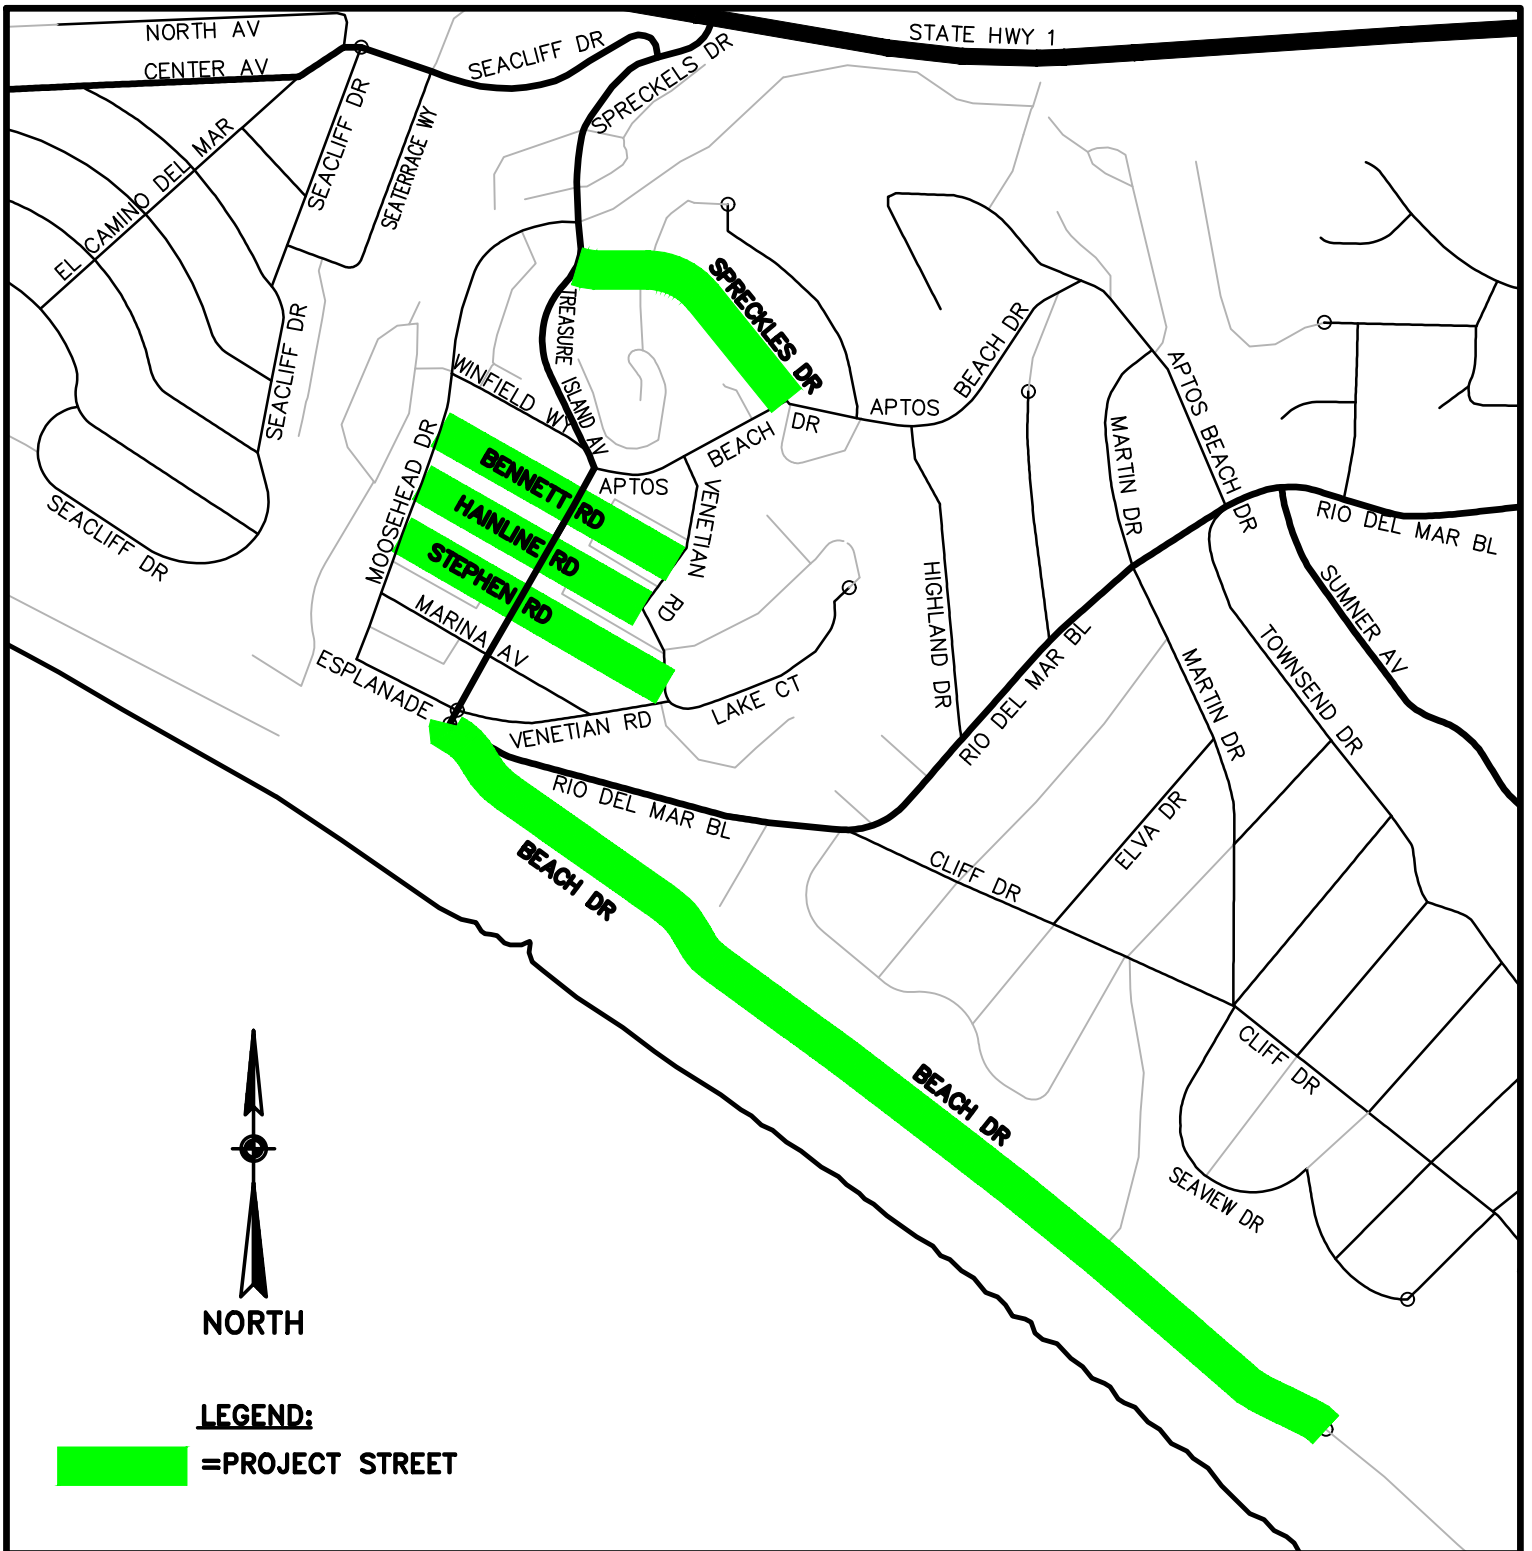 NORTH AV
STATE HWY 1
CENTER AV
SEACLIFF DR
SPRECKELS DR
SEACLIFF DR
SEATERRACE WY
EL CAMINO DEL MAR
SEACLIFF DR
TREASURE ISLAND AV
SPRECKLES DR
WINFIELD WY
BEACH DR
APTOS
BEACH DR
APTOS
APTOS BEACH DR
MARTIN DR
MOOSEHEAD DR
BENNETT RD
HAINLINE RD
STEPHEN RD
VENETIAN RD
SEACLIFF DR
RIO DEL MAR BL
HIGHLAND DR
SUMNER AV
MARINA AV
ESPLANADE
TOWNSEND DR
MARTIN DR
RIO DEL MAR BL
LAKE CT
VENETIAN RD
RIO DEL MAR BL
ELVA DR
CLIFF DR
BEACH DR
BEACH DR
CLIFF DR
SEAVIEW DR
NORTH
LEGEND:
=PROJECT STREET